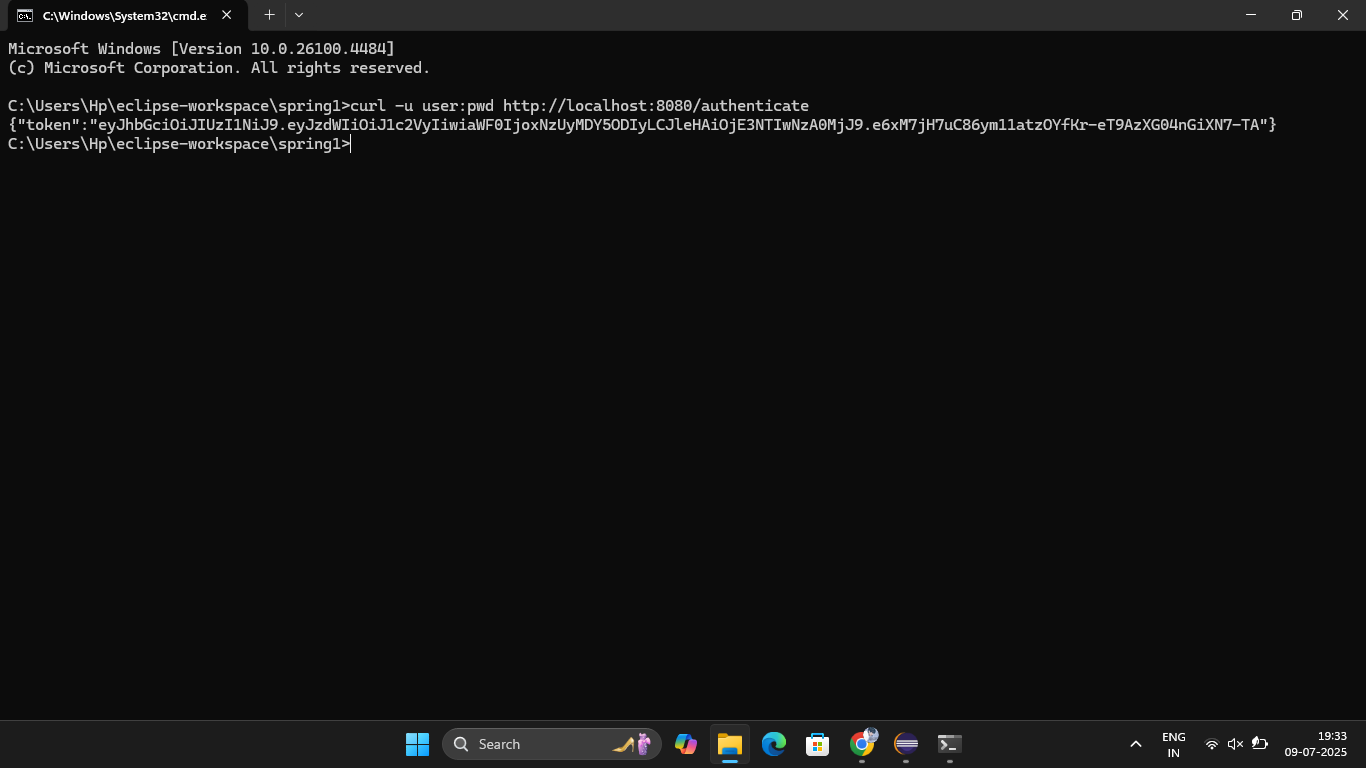 C:\Windows\System32\cmd.e
Microsoft Windows [Version 10.0.26100.4484]
(c) Microsoft Corporation. All rights reserved.
C:\Users\Hp\eclipse-workspace\spring1>curl -u user:pwd http://localhost:8080/authenticate
{"token":"eyJhbGciOiJIUzI1NiJ9.eyJzdWIiOiJ1c2VyIiwiaWF0IjoxNzUyMDY5ODIyLCJleHAiOjE3NTIwNzA0MjJ9.e6xM7jH7uC86ym11atzOYfKr-eT9AzXG04nGiXN7-TA"}
C:\Users\Hp\eclipse-workspace\spring1>
Search
ENG
IN
19:33
09-07-2025